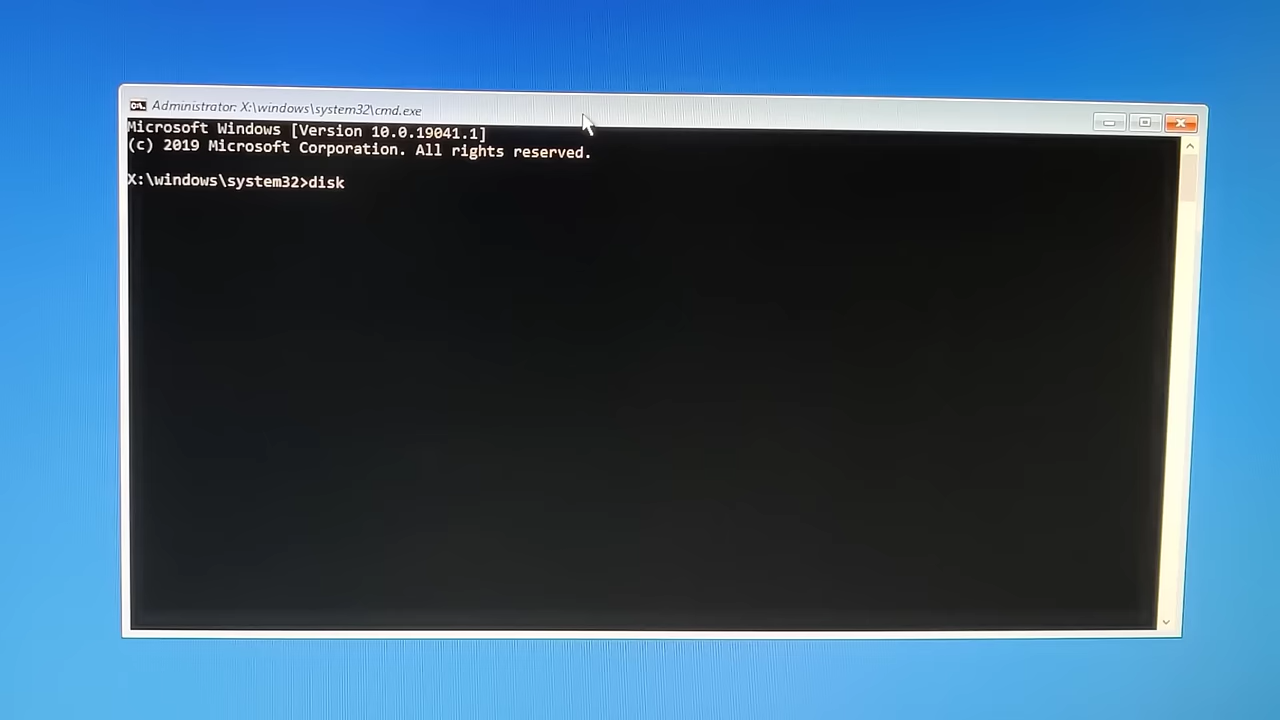 Administrator: X:\windows\system32\cmd.exe
Microsoft Windows [Version 10.0.19041.1]
(c) 2019 Microsoft Corporation. All rights reserved.
X:\windows\system32>disk